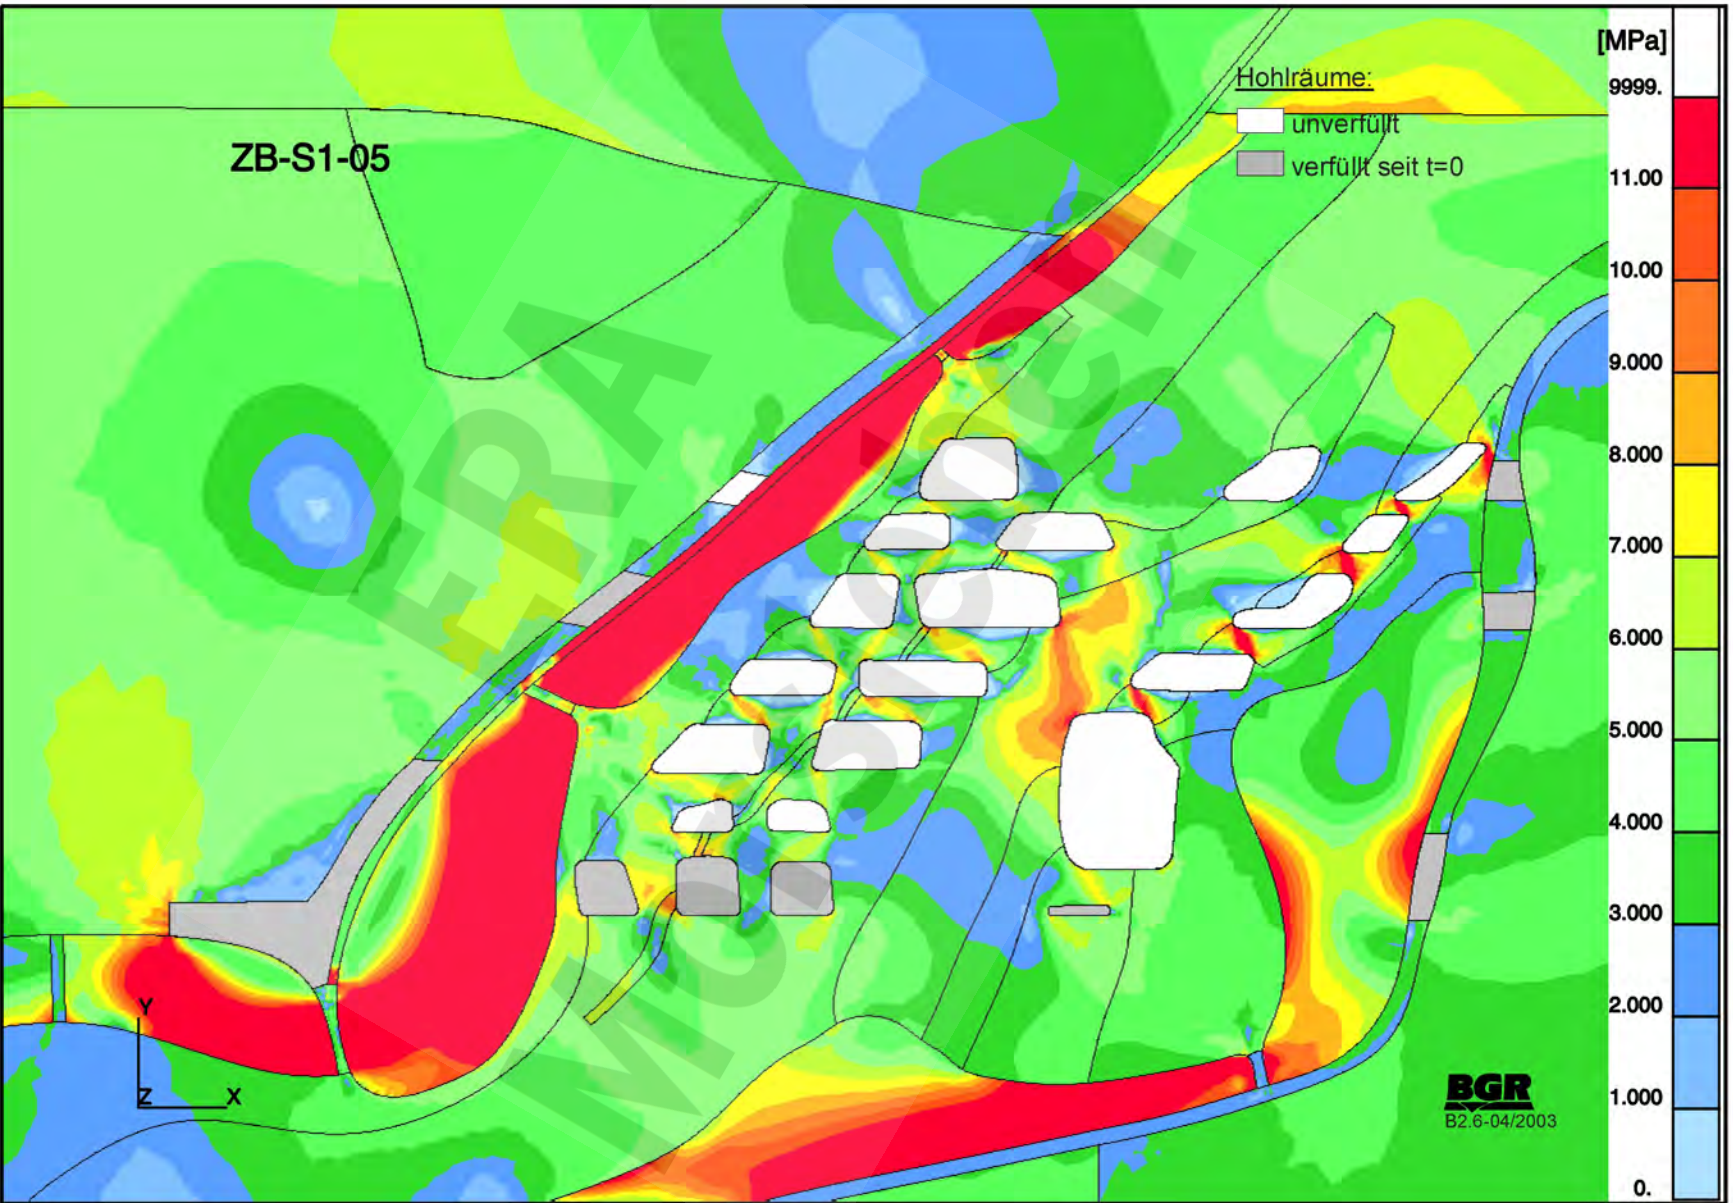 [MPa]
9999.
11.00
10.00
9.000
8.000
7.000
6.000
5.000
4.000
3.000
2.000
1.000
0.
Hohlräume:
unverfüllt
verfüllt seit t=0
ZB-S1-05
ERA
Morsleben
Y
Z
X
BGR
B2.6-04/2003